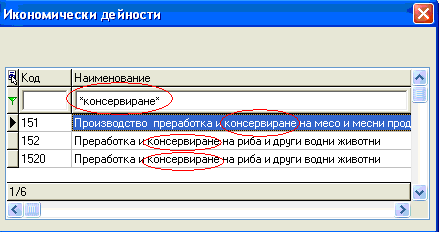 Икономически дейности
Код Наименование
*консервиране*
151 Производство преработка и консервиране на месо и месни прод
152 Преработка и консервиране на риба и други водни животни
1520 Преработка и консервиране на риба и други водни животни
1/6